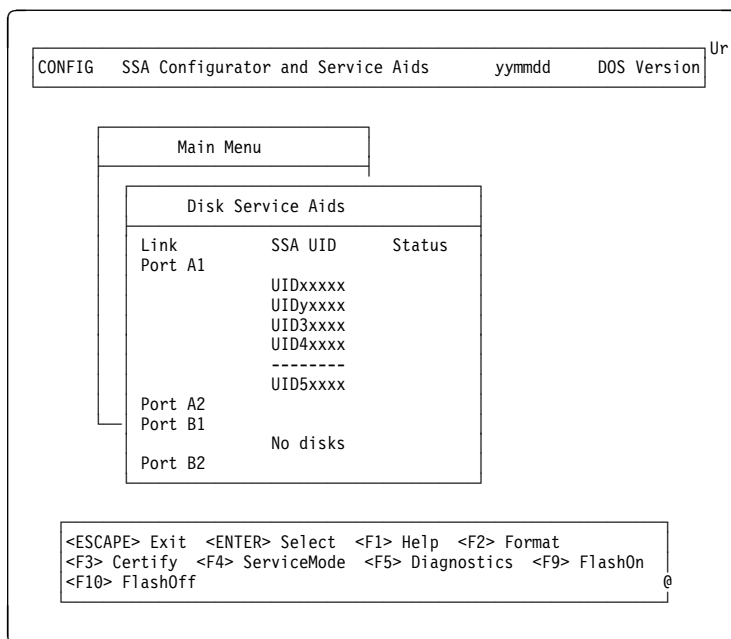 Ur
CONFIG SSA Configurator and Service Aids yymmdd DOS Version
Main Menu
Disk Service Aids
Link SSA UID Status
Port A1
UIDxxxxx
UIDyxxxx
UID3xxxx
UID4xxxx
--------
UID5xxxx
Port A2
Port B1
No disks
Port B2
<ESCAPE> Exit <ENTER> Select <F1> Help <F2> Format
<F3> Certify <F4> ServiceMode <F5> Diagnostics <F9> FlashOn
<F10> FlashOff @